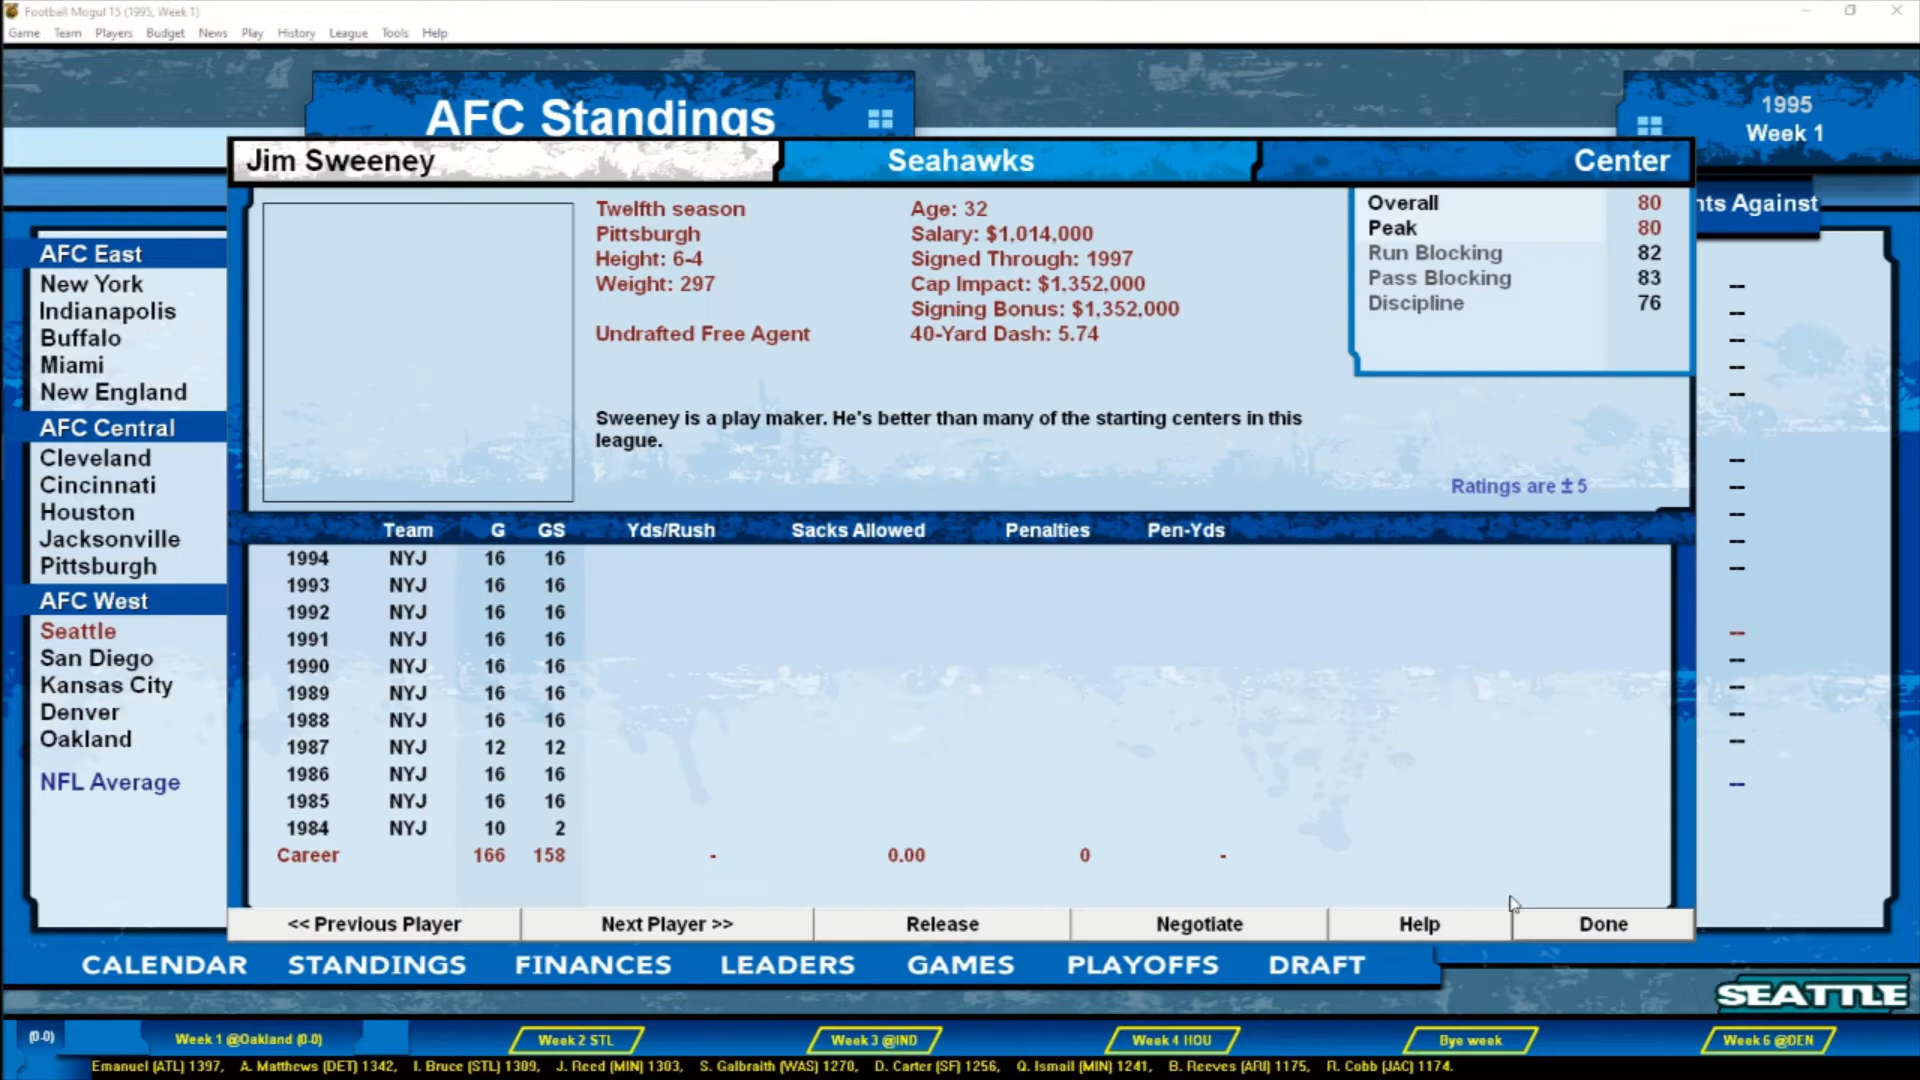 Football Mogul 15 (1995, Week 1)
Game Team Players Budget News Play History League Tools Help
AFC Standings
1995
Week 1
Jim Sweeney Seahawks Center
Twelfth season
Pittsburgh
Height: 6-4
Weight: 297
Undrafted Free Agent
Age: 32
Salary: $1,014,000
Signed Through: 1997
Cap Impact: $1,352,000
Signing Bonus: $1,352,000
40-Yard Dash: 5.74
Overall 80
Peak 80
Run Blocking 82
Pass Blocking 83
Discipline 76
nts Against
Sweeney is a play maker. He's better than many of the starting centers in this
league.
Ratings are ± 5
AFC East
New York --
Indianapolis --
Buffalo --
Miami --
New England --
AFC Central
Cleveland --
Cincinnati --
Houston --
Jacksonville --
Pittsburgh --
AFC West
Seattle --
San Diego --
Kansas City --
Denver --
Oakland --
NFL Average --
Team G GS Yds/Rush Sacks Allowed Penalties Pen-Yds
1994 NYJ 16 16
1993 NYJ 16 16
1992 NYJ 16 16
1991 NYJ 16 16
1990 NYJ 16 16
1989 NYJ 16 16
1988 NYJ 16 16
1987 NYJ 12 12
1986 NYJ 16 16
1985 NYJ 16 16
1984 NYJ 10 2
Career 166 158 - 0.00 0 -
<< Previous Player Next Player >> Release Negotiate Help Done
CALENDAR STANDINGS FINANCES LEADERS GAMES PLAYOFFS DRAFT
SEATTLE
(0-0) Week 1 @Oakland (0-0) Week 2 STL Week 3 @IND Week 4 HOU Bye week Week 6 @DEN
Emanuel (ATL) 1397, A. Matthews (DET) 1342, I. Bruce (STL) 1309, J. Reed (MIN) 1303, S. Galbraith (WAS) 1270, D. Carter (SF) 1256, Q. Ismail (MIN) 1241, B. Reeves (ARI) 1175, R. Cobb (JAC) 1174.